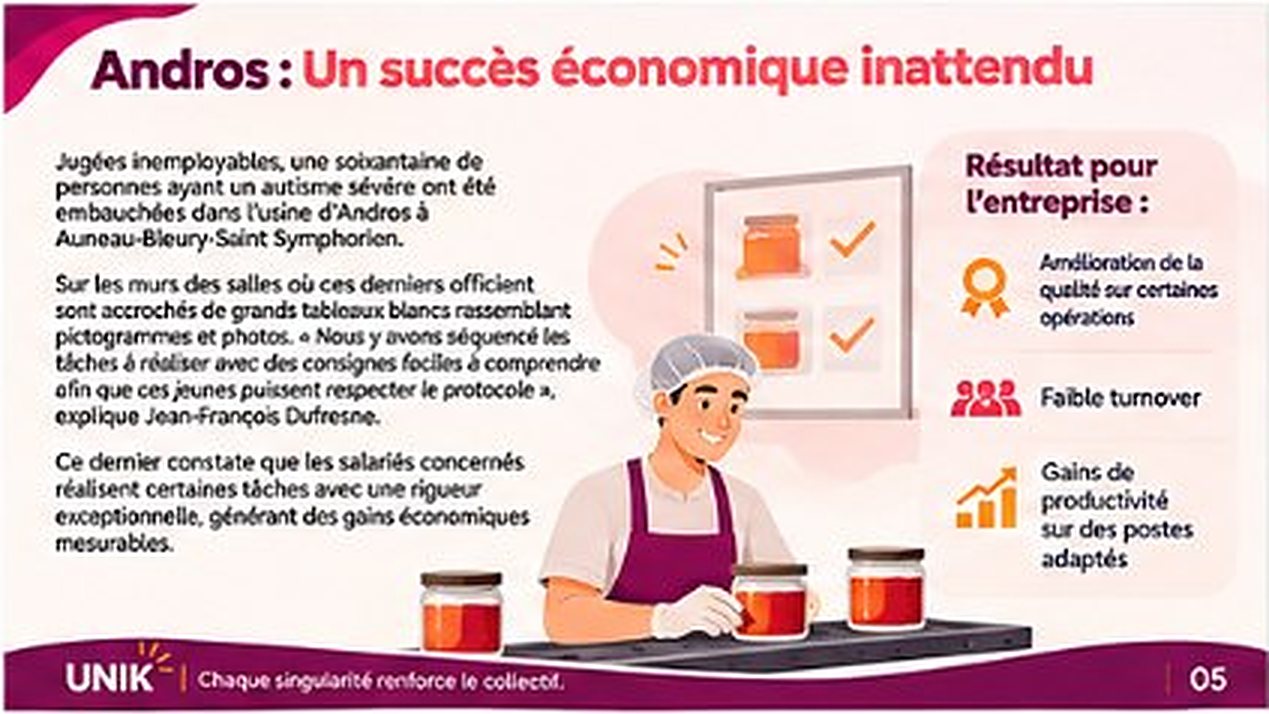 Andros : Un succès économique inattendu
Jugées inemployables, une soixantaine de
personnes ayant un autisme sévère ont été
embauchées dans l'usine d'Andros à
Auneau-Bleury-Saint Symphorien.
Sur les murs des salles où ces derniers officient
sont accrochés de grands tableaux blancs rassemblant
pictogrammes et photos. « Nous y avons séquencé les
tâches à réaliser avec des consignes faciles à comprendre
afin que ces jeunes puissent respecter le protocole »,
explique Jean-François Dufresne.
Ce dernier constate que les salariés concernés
réalisent certaines tâches avec une rigueur
exceptionnelle, générant des gains économiques
mesurables.
Résultat pour
l'entreprise :
Amélioration de la
qualité sur certaines
opérations
Faible turnover
Gains de
productivité
sur des postes
adaptés
UNIK
Chaque singularité renforce le collectif.
05